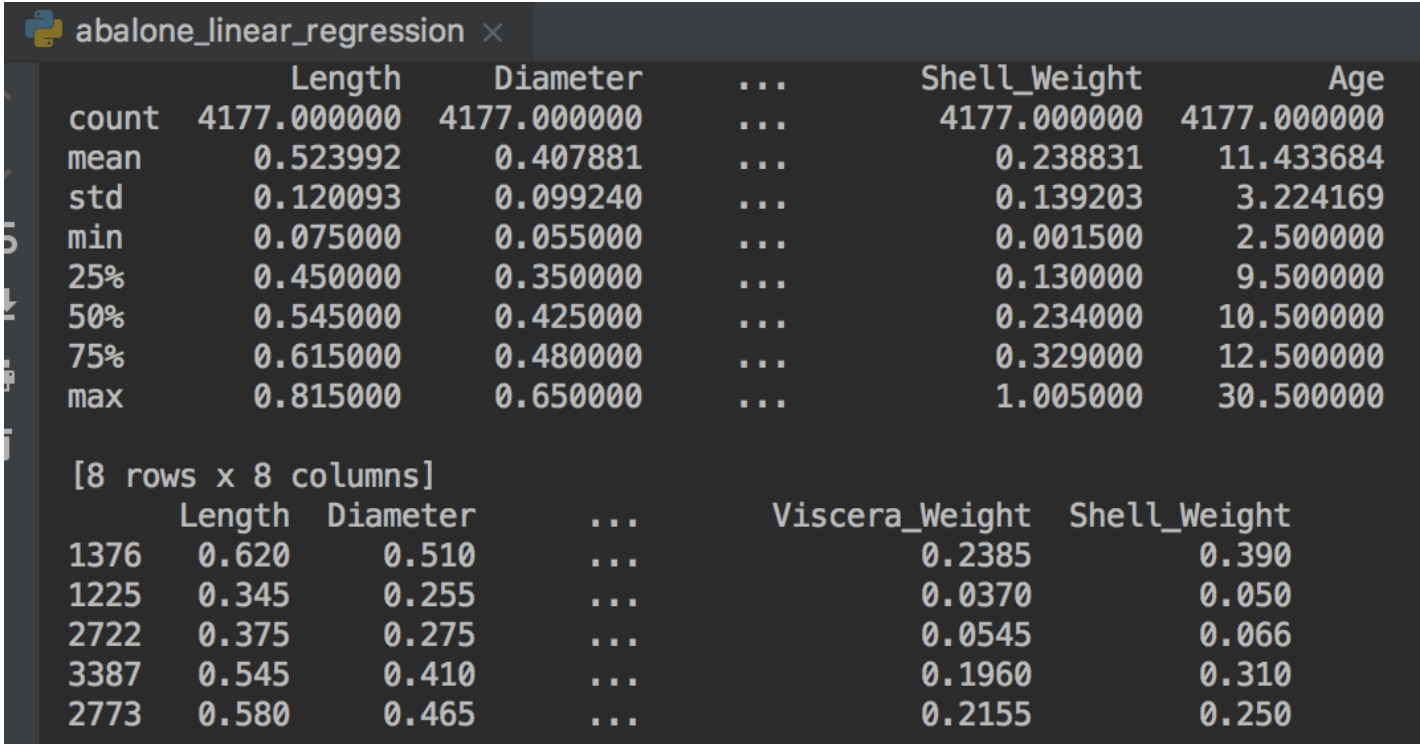 abalone_linear_regression ×
Length Diameter ... Shell_Weight Age
count 4177.000000 4177.000000 ... 4177.000000 4177.000000
mean 0.523992 0.407881 ... 0.238831 11.433684
std 0.120093 0.099240 ... 0.139203 3.224169
min 0.075000 0.055000 ... 0.001500 2.500000
25% 0.450000 0.350000 ... 0.130000 9.500000
50% 0.545000 0.425000 ... 0.234000 10.500000
75% 0.615000 0.480000 ... 0.329000 12.500000
max 0.815000 0.650000 ... 1.005000 30.500000
[8 rows x 8 columns]
Length Diameter ... Viscera_Weight Shell_Weight
1376 0.620 0.510 ... 0.2385 0.390
1225 0.345 0.255 ... 0.0370 0.050
2722 0.375 0.275 ... 0.0545 0.066
3387 0.545 0.410 ... 0.1960 0.310
2773 0.580 0.465 ... 0.2155 0.250